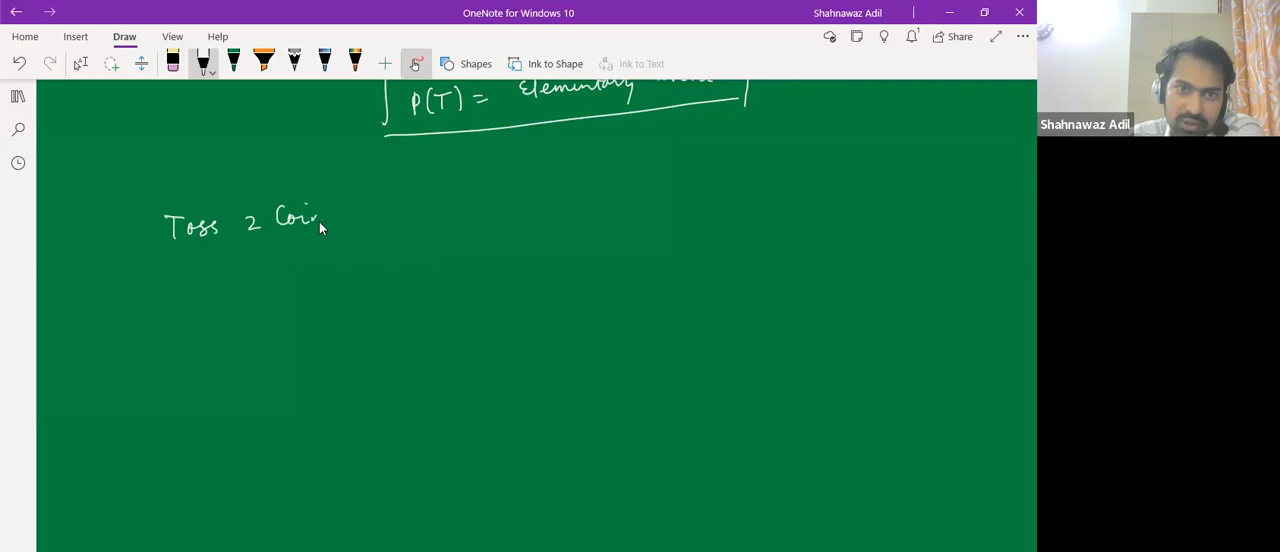 OneNote for Windows 10
Shahnawaz Adil
Home Insert Draw View Help
Share
Shapes Ink to Shape Ink to Text
P(T) = Elementary
Shahnawaz Adil
Toss 2 Coin